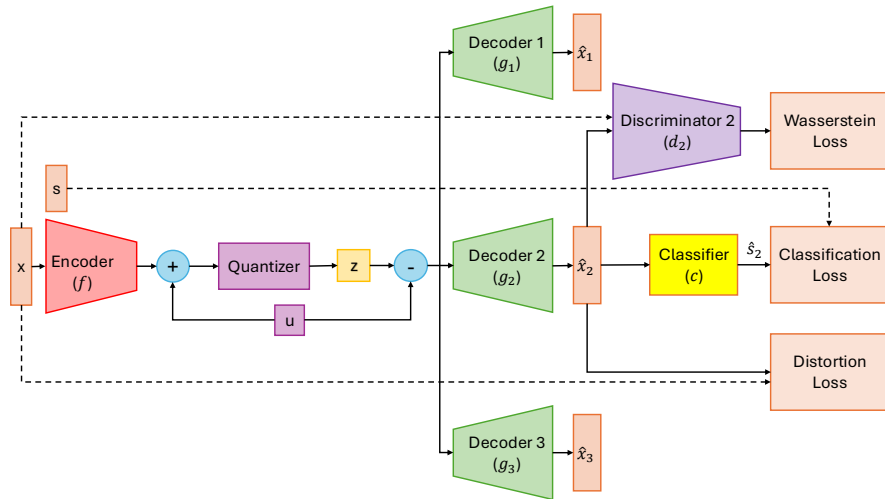 Decoder 1
(g₁)
x̂₁
Discriminator 2
(d₂)
Wasserstein
Loss
s
x
Encoder
(f)
+
Quantizer
z
-
u
Decoder 2
(g₂)
x̂₂
Classifier
(c)
ŝ₂
Classification
Loss
Distortion
Loss
Decoder 3
(g₃)
x̂₃